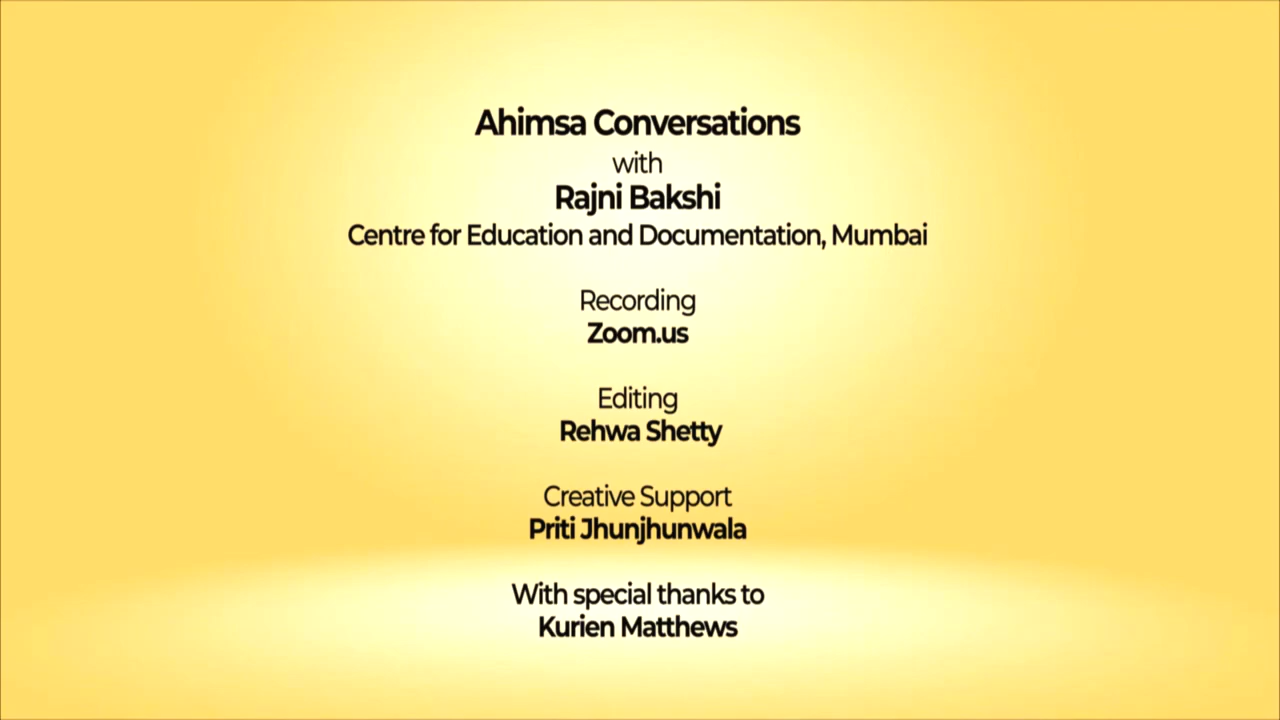 Ahimsa Conversations
with
Rajni Bakshi
Centre for Education and Documentation, Mumbai
Recording
Zoom.us
Editing
Rehwa Shetty
Creative Support
Priti Jhunjhunwala
With special thanks to
Kurien Matthews